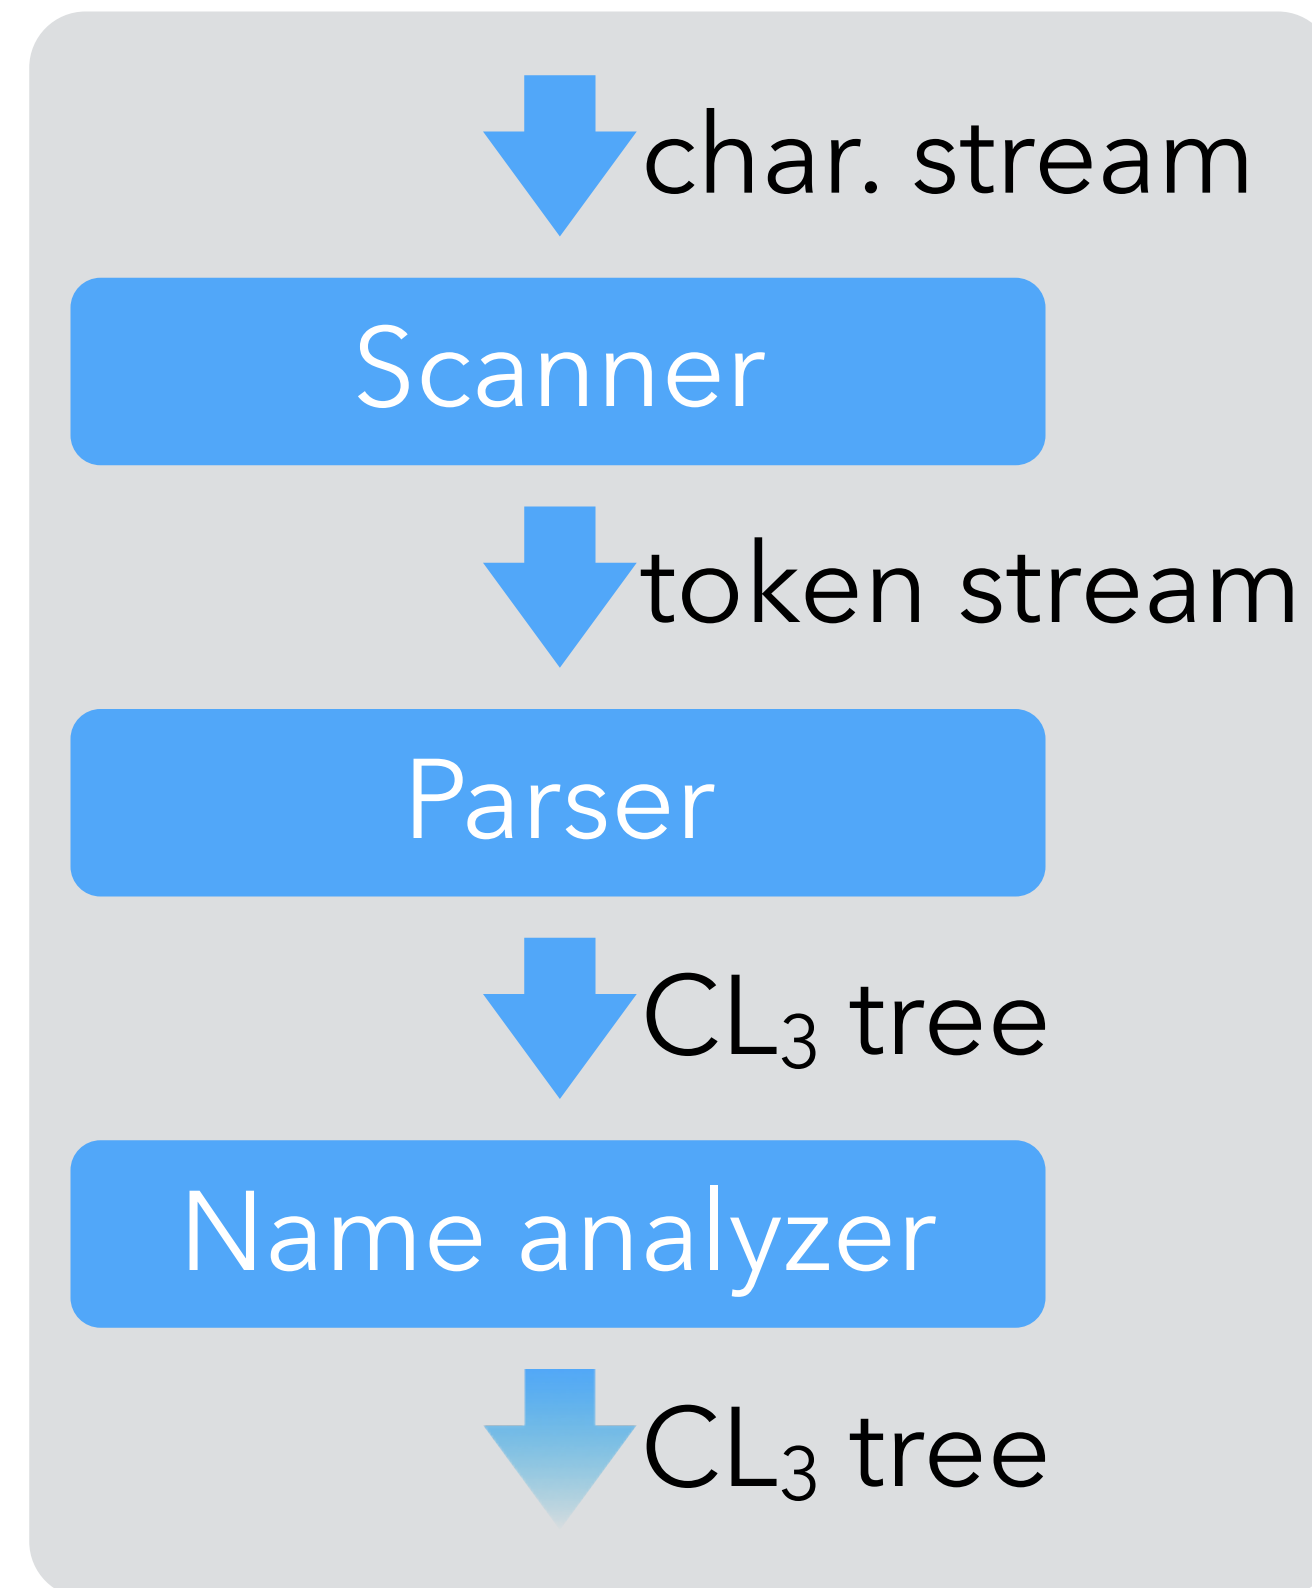 char. stream
Scanner
token stream
Parser
CL₃ tree
Name analyzer
CL₃ tree